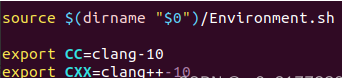 source $(dirname "$0")/Environment.sh
export CC=clang-10
export CXX=clang++-10